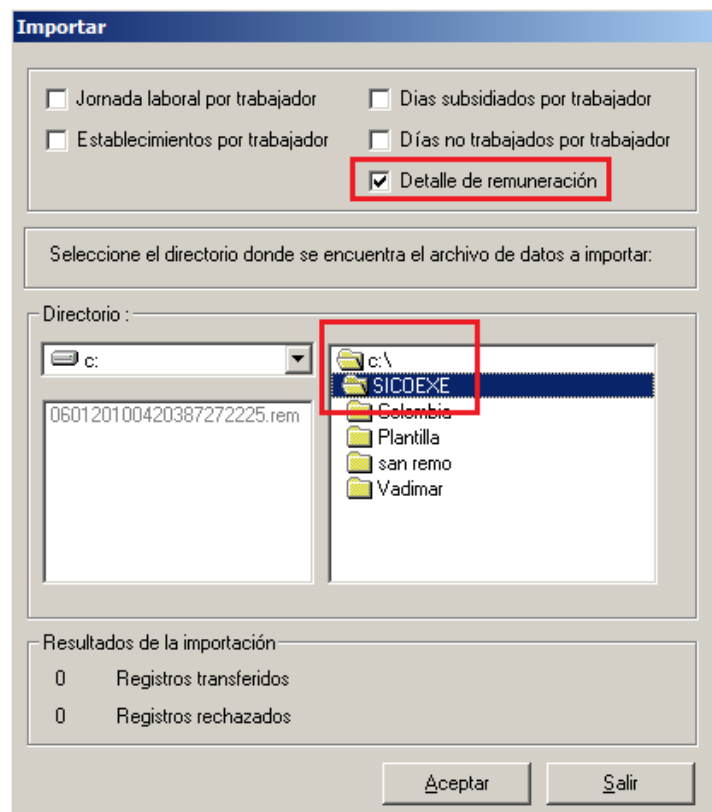 Importar
Jornada laboral por trabajador
Dias subsidiados por trabajador
Establecimientos por trabajador
Días no trabajados por trabajador
Detalle de remuneración
Seleccione el directorio donde se encuentra el archivo de datos a importar:
Directorio :
c:
060120100420387272225.rem
c:\
SICOEXE
Colombia
Plantilla
san remo
Vadimar
Resultados de la importación
0 Registros transferidos
0 Registros rechazados
Aceptar
Salir